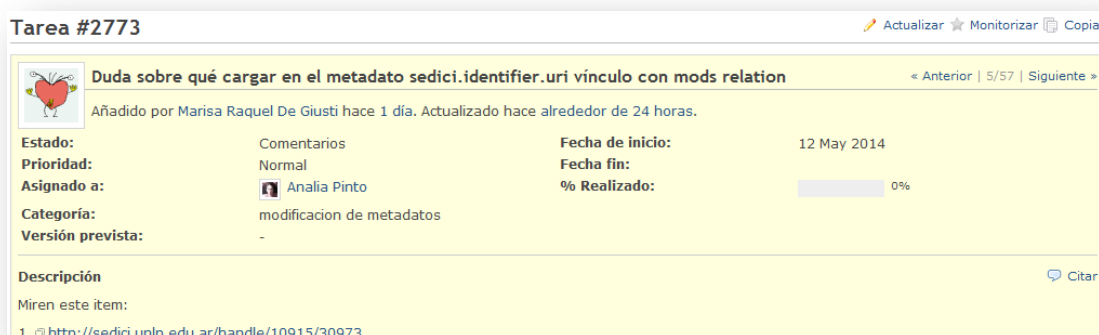 Tarea #2773
Actualizar Monitorizar Copia
Duda sobre qué cargar en el metadato sedici.identifier.uri vínculo con mods relation
« Anterior | 5/57 | Siguiente »
Añadido por Marisa Raquel De Giusti hace 1 día. Actualizado hace alrededor de 24 horas.
Estado: Comentarios Fecha de inicio: 12 May 2014
Prioridad: Normal Fecha fin:
Asignado a: Analia Pinto % Realizado: 0%
Categoría: modificacion de metadatos
Versión prevista: -
Descripción Citar
Miren este item:
1. http://sedici.unlp.edu.ar/handle/10915/30973